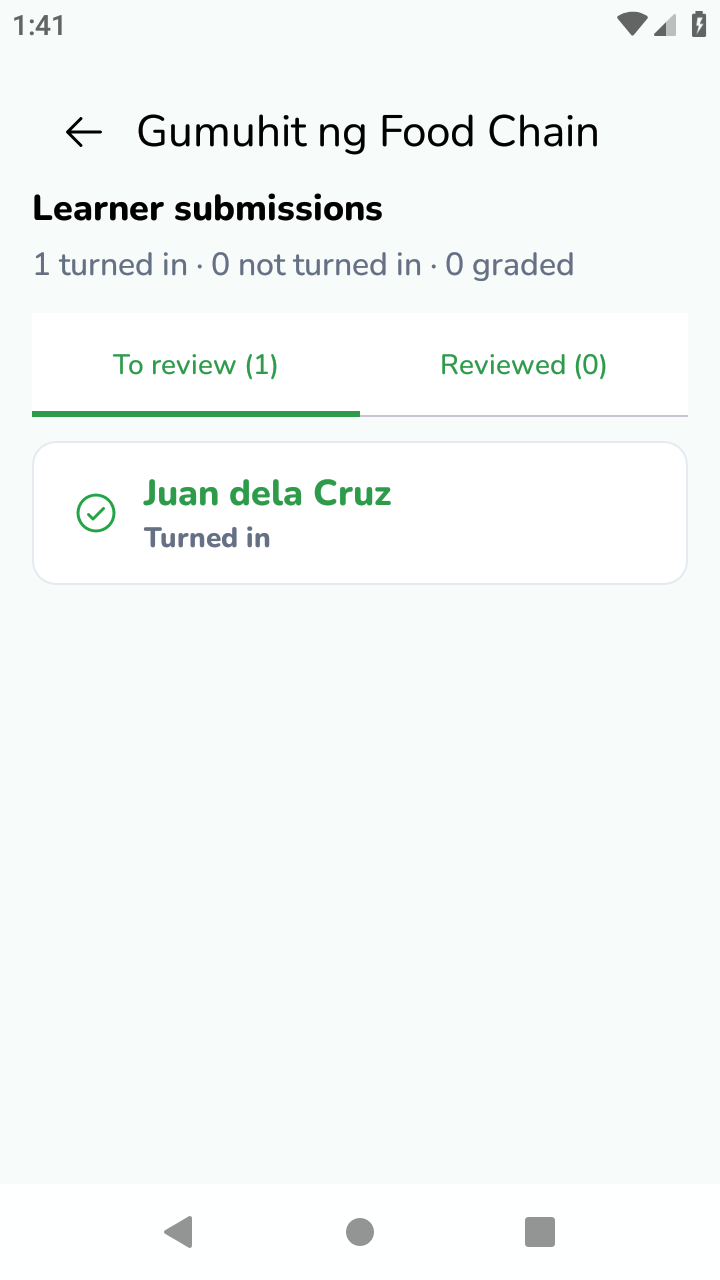 1:41
Gumuhit ng Food Chain
Learner submissions
1 turned in · 0 not turned in · 0 graded
To review (1)
Reviewed (0)
Juan dela Cruz
Turned in